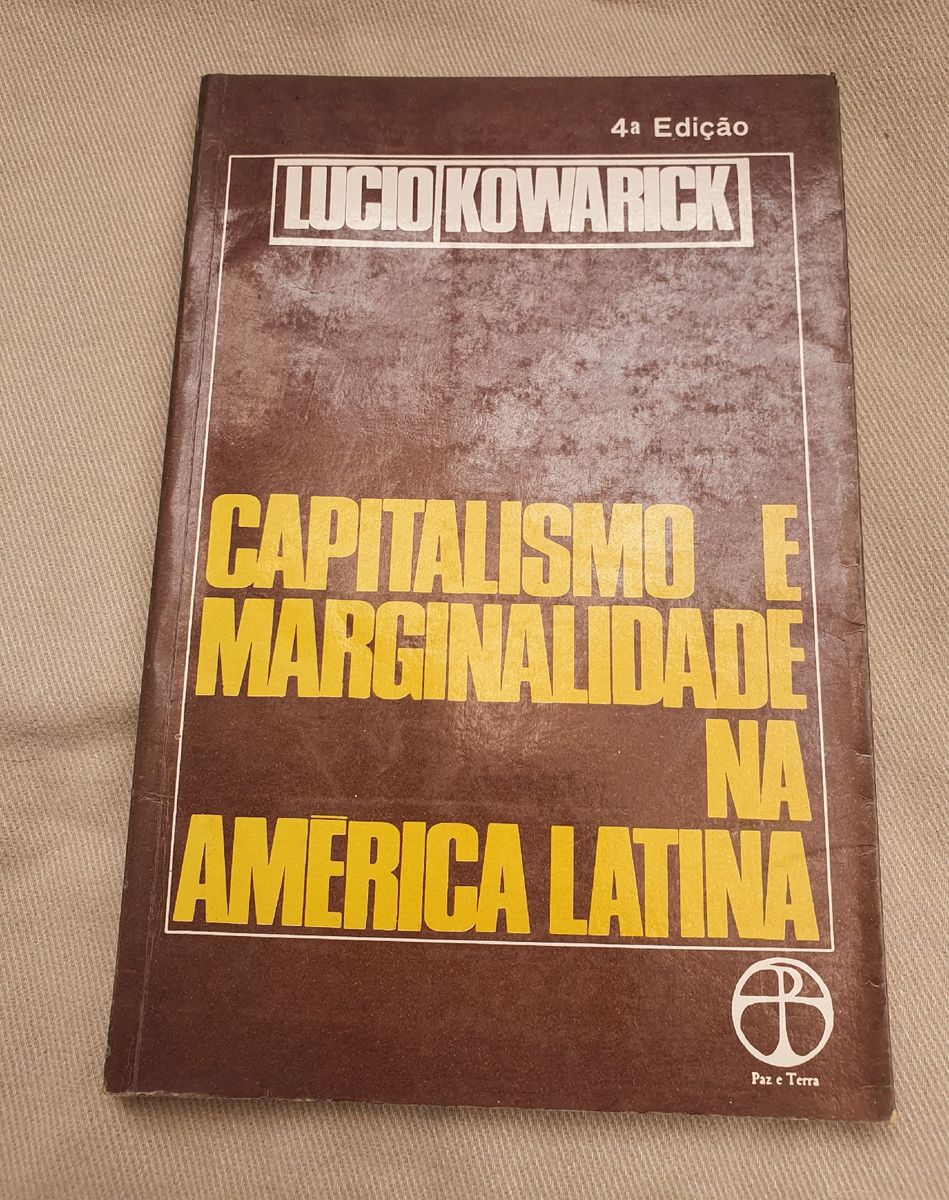 4ª Edição
LUCIO KOWARICK
CAPITALISMO E
MARGINALIDADE
NA
AMÉRICA LATINA
Paz e Terra